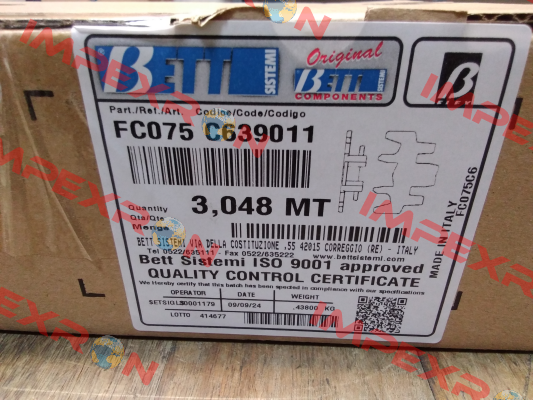 BETT SISTEMI
Original
BETT SISTEMI
COMPONENTS
β
Part./Ref./Art. Codice/Code/Codigo
FC075 C639011
Quantity
Qta/Qte
Menge
3,048 MT
FC075C6
MADE IN ITALY
BETT SISTEMI VIA DELLA COSTITUZIONE ,55 42015 CORREGGIO (RE) - ITALY
Tel 0522/635111 - Fax 0522/635222 www.bettsistemi.com
Bett Sistemi ISO 9001 approved
QUALITY CONTROL CERTIFICATE
We hereby certify that this batch has been inspected in compliance with our specifications
OPERATOR DATE WEIGHT
09/09/24 ,43800 KG
LOTTO 414677
IMPEXRON